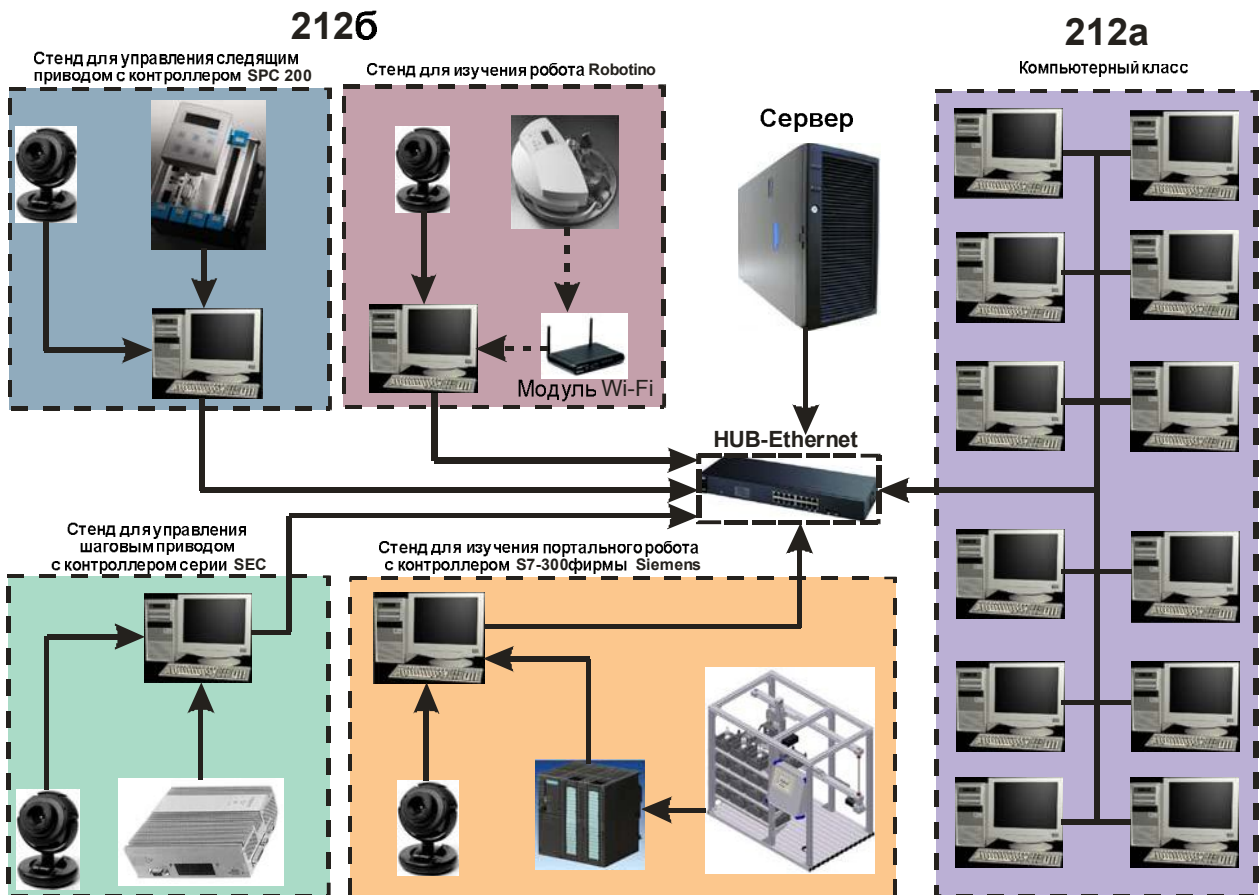 212б
212а
Стенд для управления следящим
приводом с контроллером SPC 200
Стенд для изучения робота Robotino
Компьютерный класс
Сервер
Модуль Wi-Fi
HUB-Ethernet
Стенд для управления
шаговым приводом
с контроллером серии SEC
Стенд для изучения портального робота
с контроллером S7-300фирмы Siemens